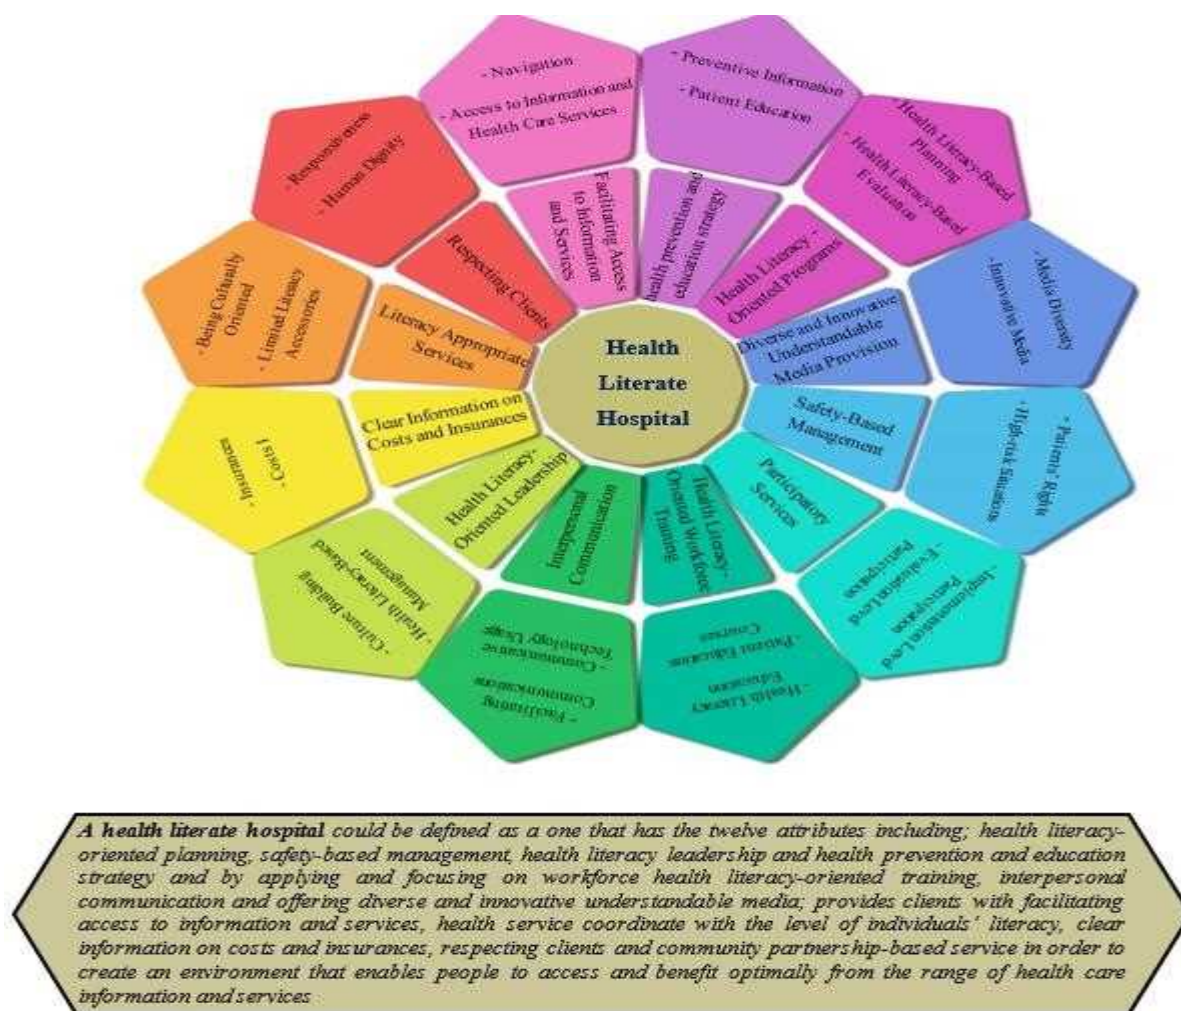 Health
Literate
Hospital
- Navigation
- Access to Information and
Health Care Services
Facilitating Access
to Information
and Services
- Preventive Information
- Patient Education
health prevention and
education strategy
- Health Literacy-Based
Planning
- Health Literacy-Based
Evaluation
Health Literacy -
Oriented Programs
- Media Diversity
- Innovative Media
Diverse and Innovative
Understandable
Media Provision
- Patients' Right
- High-risk Situations
Safety-Based
Management
- Implementation Level
Participation
- Evaluation Level
Participation
Participatory
Services
- Health Literacy
Education
- Patient Education
Courses
Health Literacy-
Oriented Workforce
Training
- Facilitating
Communications
- Communicative
Technology Usage
Interpersonal
Communication
- Culture Building
- Health Literacy-Based
Management
Health Literacy-
Oriented Leadership
- Costs
- Insurances
Clear Information on
Costs and Insurances
- Being Culturally
Oriented
- Limited Literacy
Accessories
Literacy Appropriate
Services
- Responsiveness
- Human Dignity
Respecting Clients
A health literate hospital could be defined as a one that has the twelve attributes including; health literacy-
oriented planning, safety-based management, health literacy leadership and health prevention and education
strategy and by applying and focusing on workforce health literacy-oriented training, interpersonal
communication and offering diverse and innovative understandable media; provides clients with facilitating
access to information and services, health service coordinate with the level of individuals' literacy, clear
information on costs and insurances, respecting clients and community partnership-based service in order to
create an environment that enables people to access and benefit optimally from the range of health care
information and services